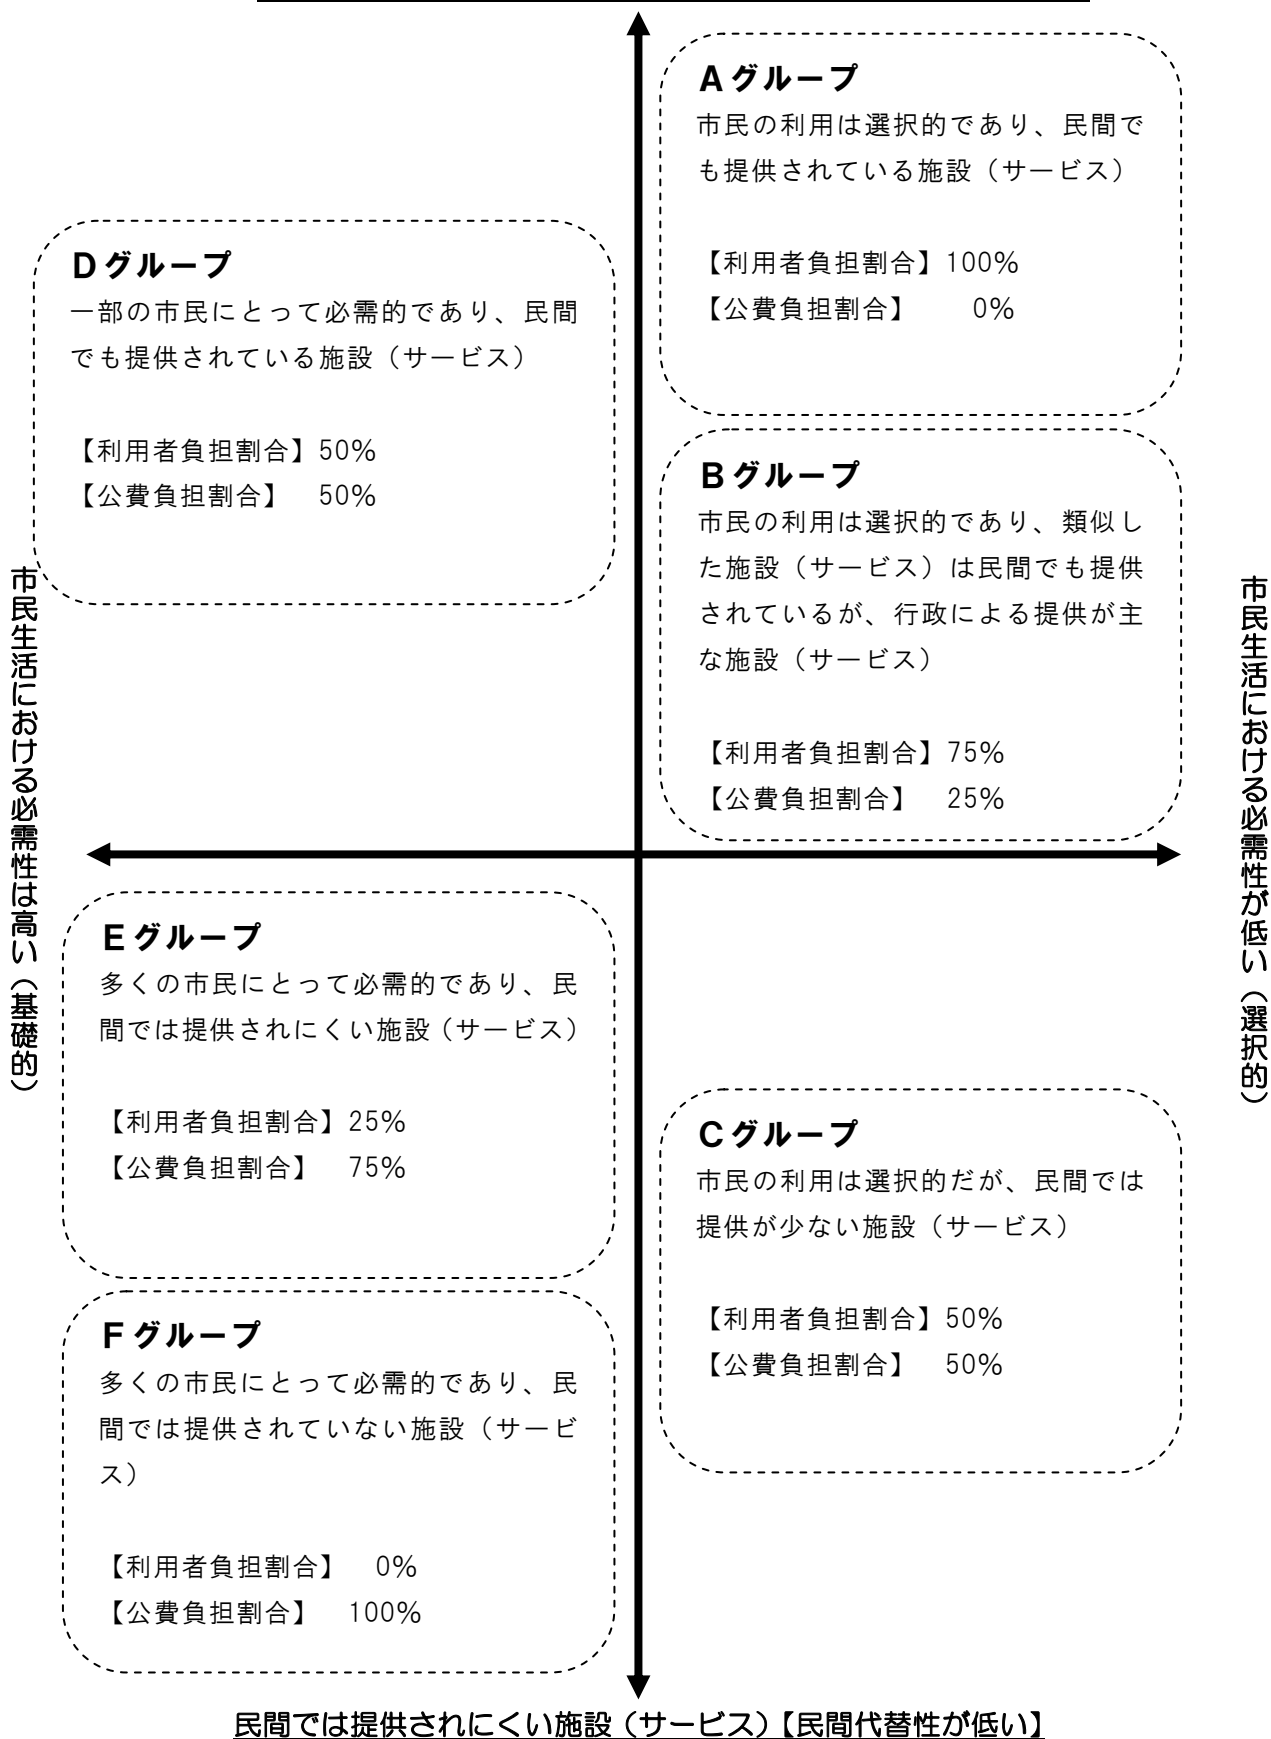 Aグループ
市民の利用は選択的であり、民間で
も提供されている施設（サービス）
【利用者負担割合】100%
【公費負担割合】　　0%
Dグループ
一部の市民にとって必需的であり、民間
でも提供されている施設（サービス）
【利用者負担割合】50%
【公費負担割合】　50%
Bグループ
市民の利用は選択的であり、類似し
た施設（サービス）は民間でも提供
されているが、行政による提供が主
な施設（サービス）
【利用者負担割合】75%
【公費負担割合】　25%
市民生活における必需性は高い（基礎的）
市民生活における必需性が低い（選択的）
Eグループ
多くの市民にとって必需的であり、民
間では提供されにくい施設（サービス）
【利用者負担割合】25%
【公費負担割合】　75%
Cグループ
市民の利用は選択的だが、民間では
提供が少ない施設（サービス）
【利用者負担割合】50%
【公費負担割合】　50%
Fグループ
多くの市民にとって必需的であり、民
間では提供されていない施設（サービ
ス）
【利用者負担割合】　0%
【公費負担割合】　100%
民間では提供されにくい施設（サービス）【民間代替性が低い】